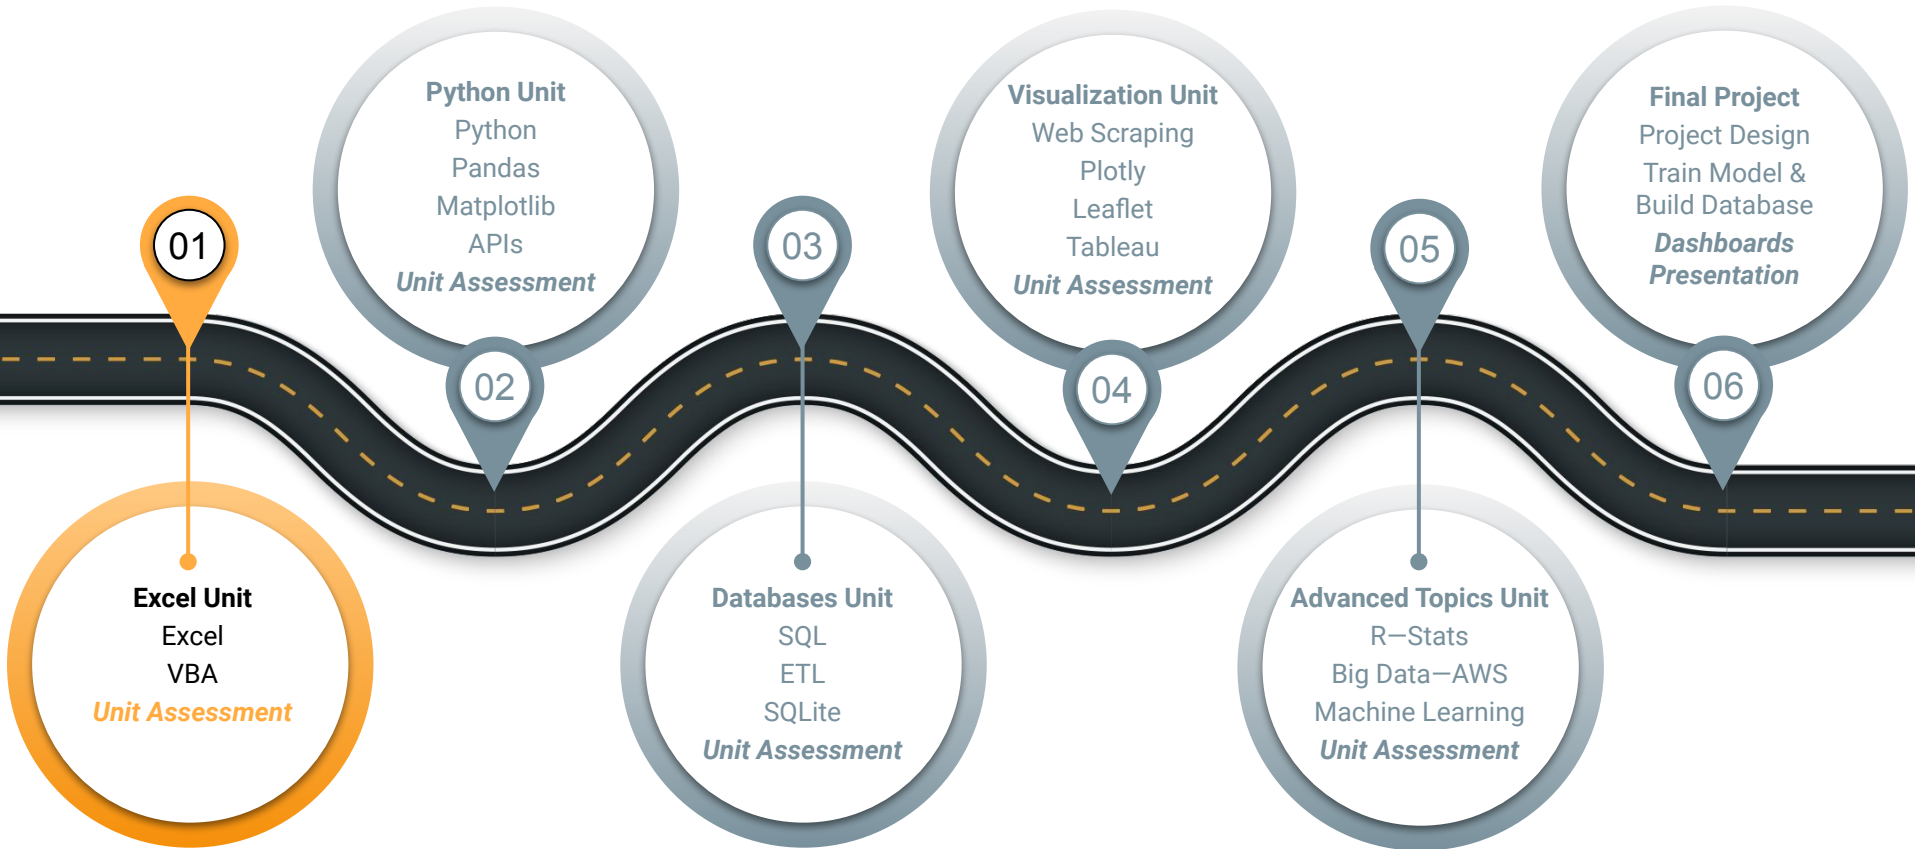 01
Excel Unit
Excel
VBA
Unit Assessment
Python Unit
Python
Pandas
Matplotlib
APIs
Unit Assessment
02
03
Databases Unit
SQL
ETL
SQLite
Unit Assessment
Visualization Unit
Web Scraping
Plotly
Leaflet
Tableau
Unit Assessment
04
05
Advanced Topics Unit
R—Stats
Big Data—AWS
Machine Learning
Unit Assessment
Final Project
Project Design
Train Model &
Build Database
Dashboards
Presentation
06